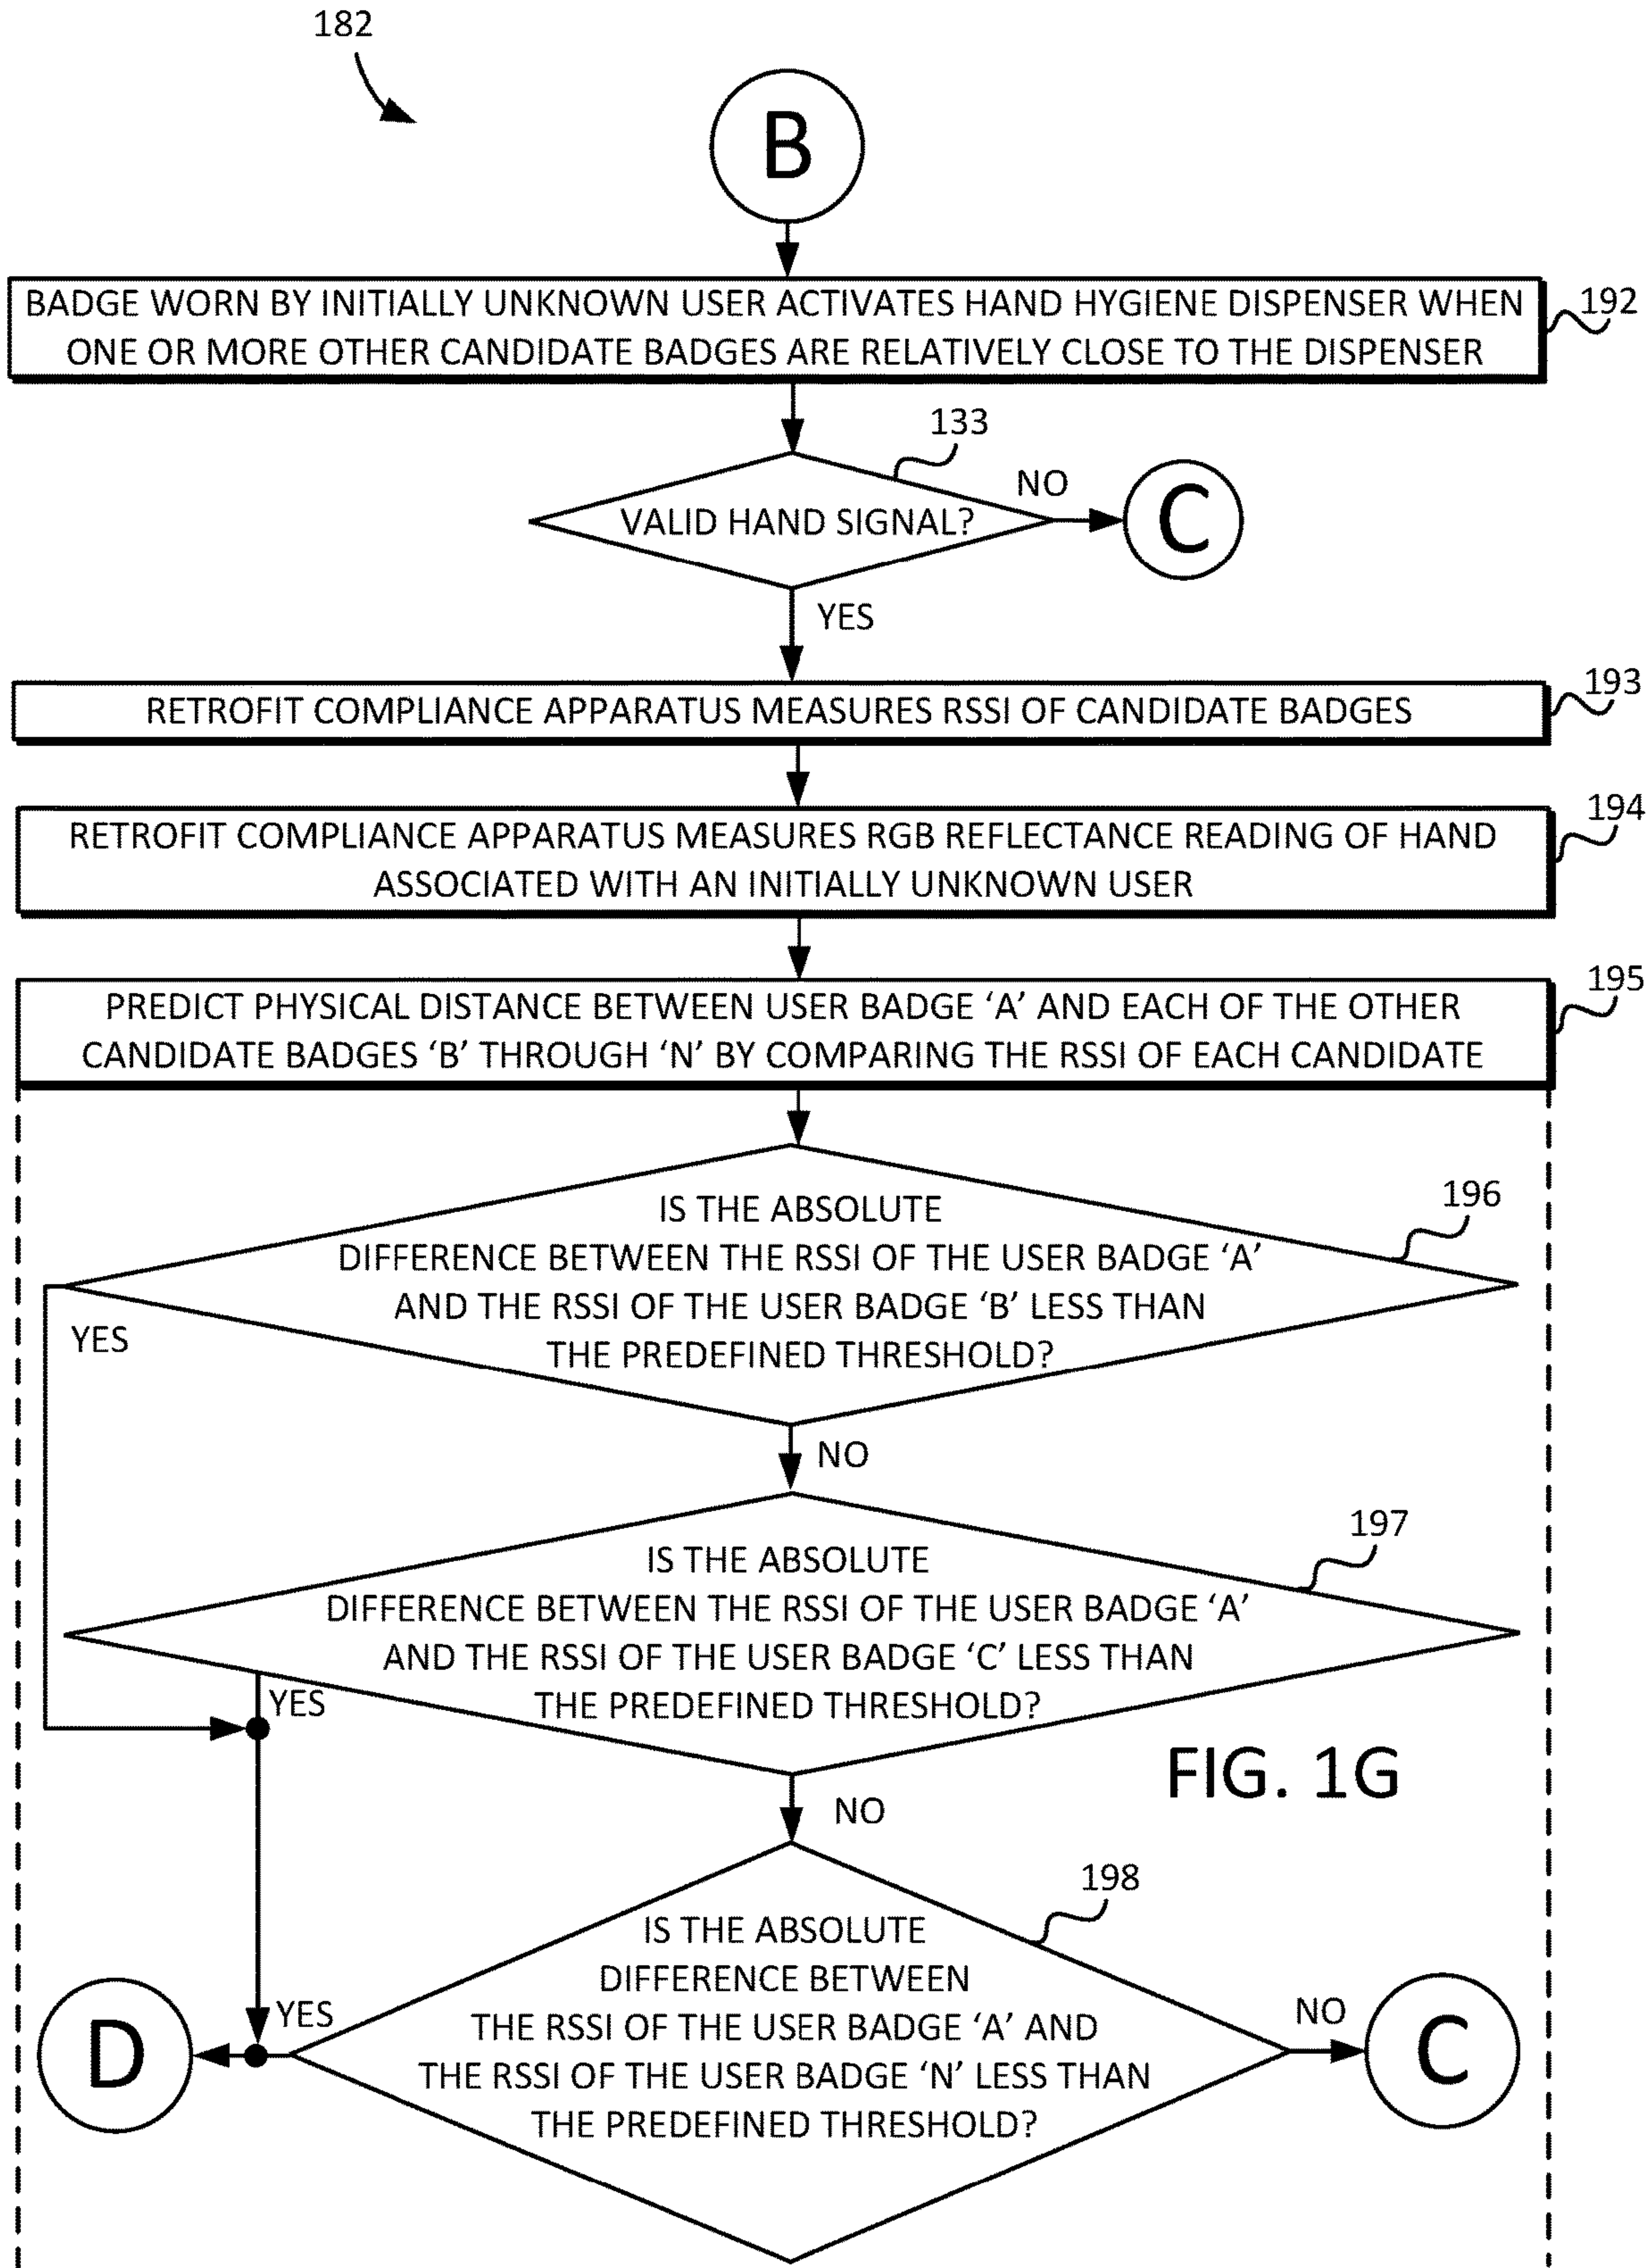 182
B
BADGE WORN BY INITIALLY UNKNOWN USER ACTIVATES HAND HYGIENE DISPENSER WHEN
ONE OR MORE OTHER CANDIDATE BADGES ARE RELATIVELY CLOSE TO THE DISPENSER
192
133
VALID HAND SIGNAL?
NO
C
YES
RETROFIT COMPLIANCE APPARATUS MEASURES RSSI OF CANDIDATE BADGES
193
RETROFIT COMPLIANCE APPARATUS MEASURES RGB REFLECTANCE READING OF HAND
ASSOCIATED WITH AN INITIALLY UNKNOWN USER
194
PREDICT PHYSICAL DISTANCE BETWEEN USER BADGE ‘A’ AND EACH OF THE OTHER
CANDIDATE BADGES ‘B’ THROUGH ‘N’ BY COMPARING THE RSSI OF EACH CANDIDATE
195
196
IS THE ABSOLUTE
DIFFERENCE BETWEEN THE RSSI OF THE USER BADGE ‘A’
AND THE RSSI OF THE USER BADGE ‘B’ LESS THAN
THE PREDEFINED THRESHOLD?
YES
NO
197
IS THE ABSOLUTE
DIFFERENCE BETWEEN THE RSSI OF THE USER BADGE ‘A’
AND THE RSSI OF THE USER BADGE ‘C’ LESS THAN
THE PREDEFINED THRESHOLD?
YES
FIG. 1G
NO
198
IS THE ABSOLUTE
DIFFERENCE BETWEEN
THE RSSI OF THE USER BADGE ‘A’ AND
THE RSSI OF THE USER BADGE ‘N’ LESS THAN
THE PREDEFINED THRESHOLD?
YES
D
NO
C